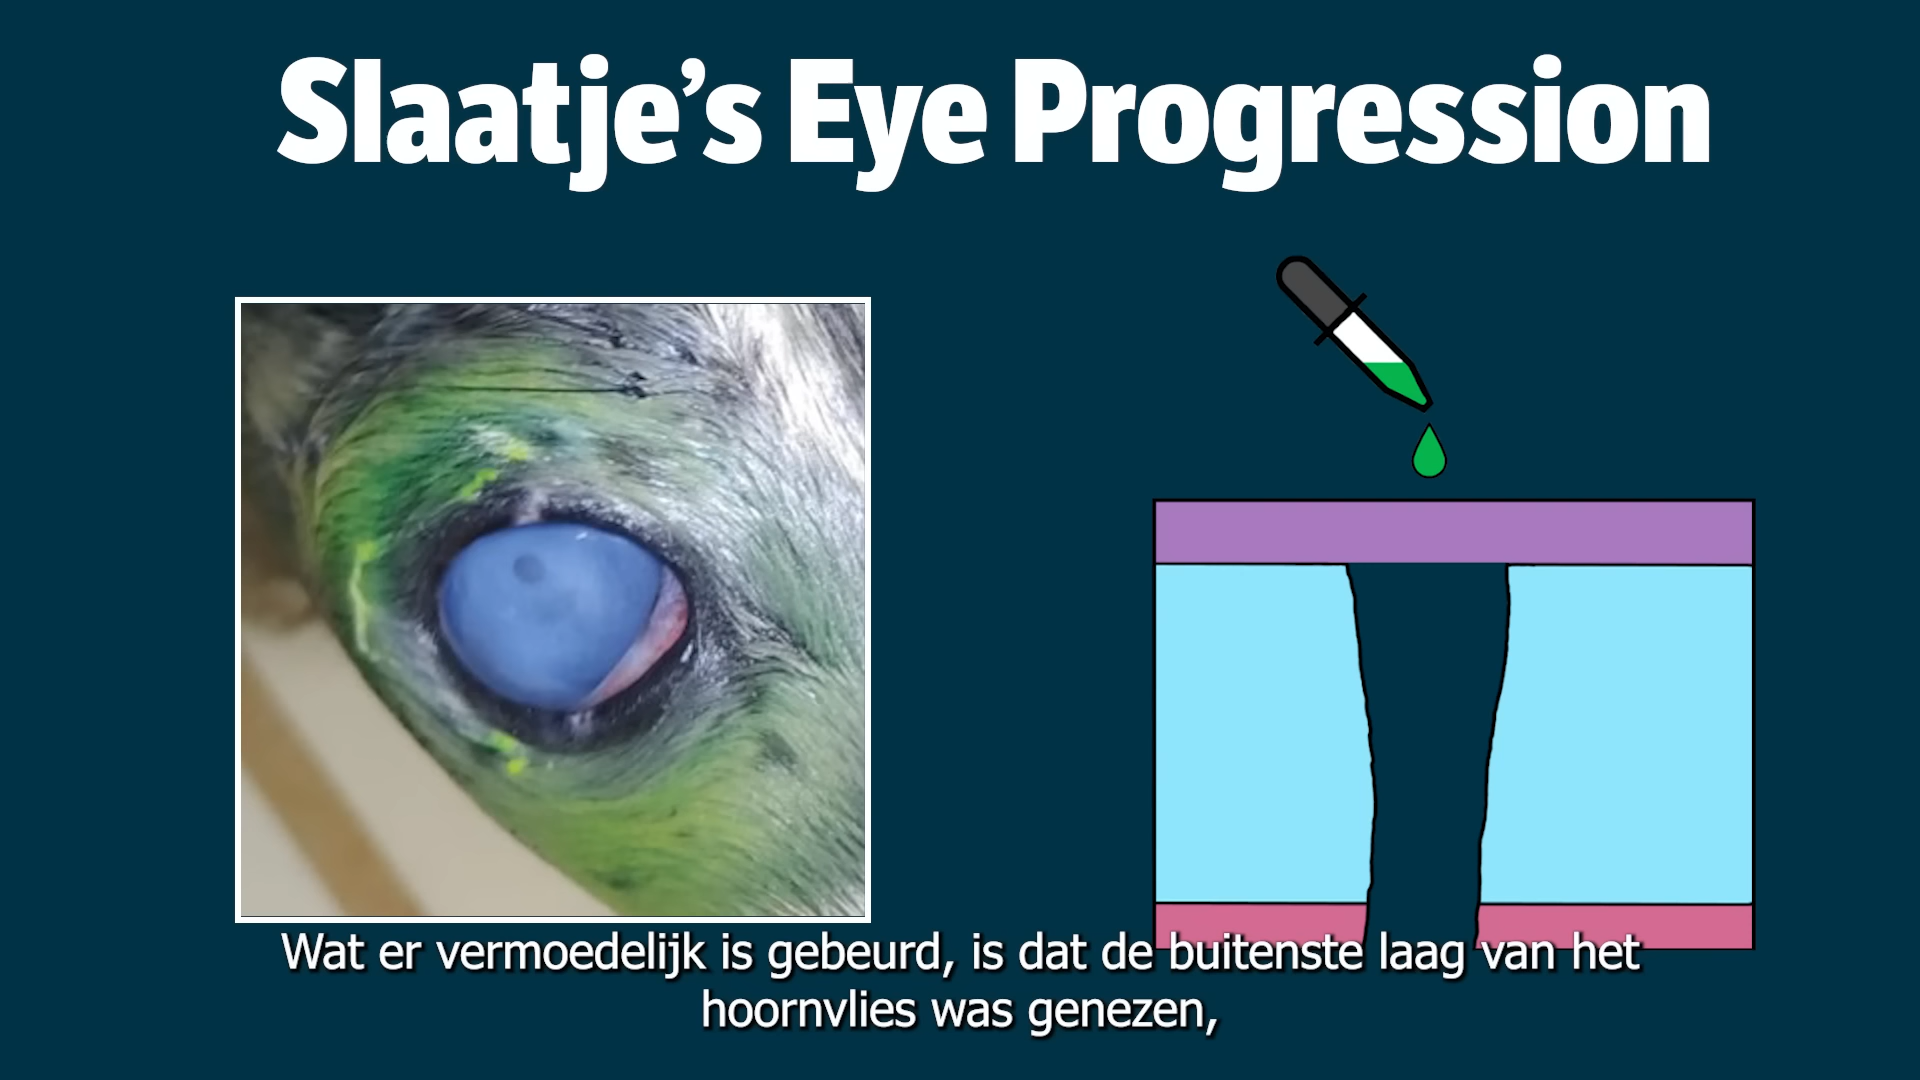 Slaatje’s Eye Progression
Wat er vermoedelijk is gebeurd, is dat de buitenste laag van het
hoornvlies was genezen,